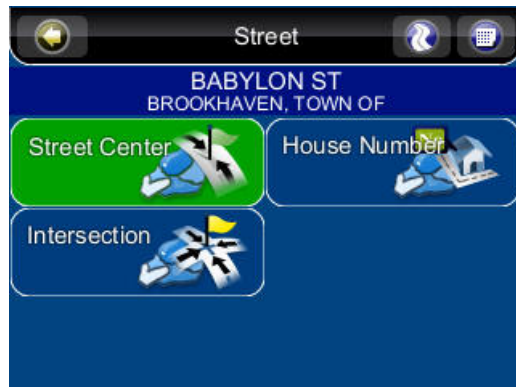 Street
BABYLON ST
BROOKHAVEN, TOWN OF
Street Center
House Number
Intersection